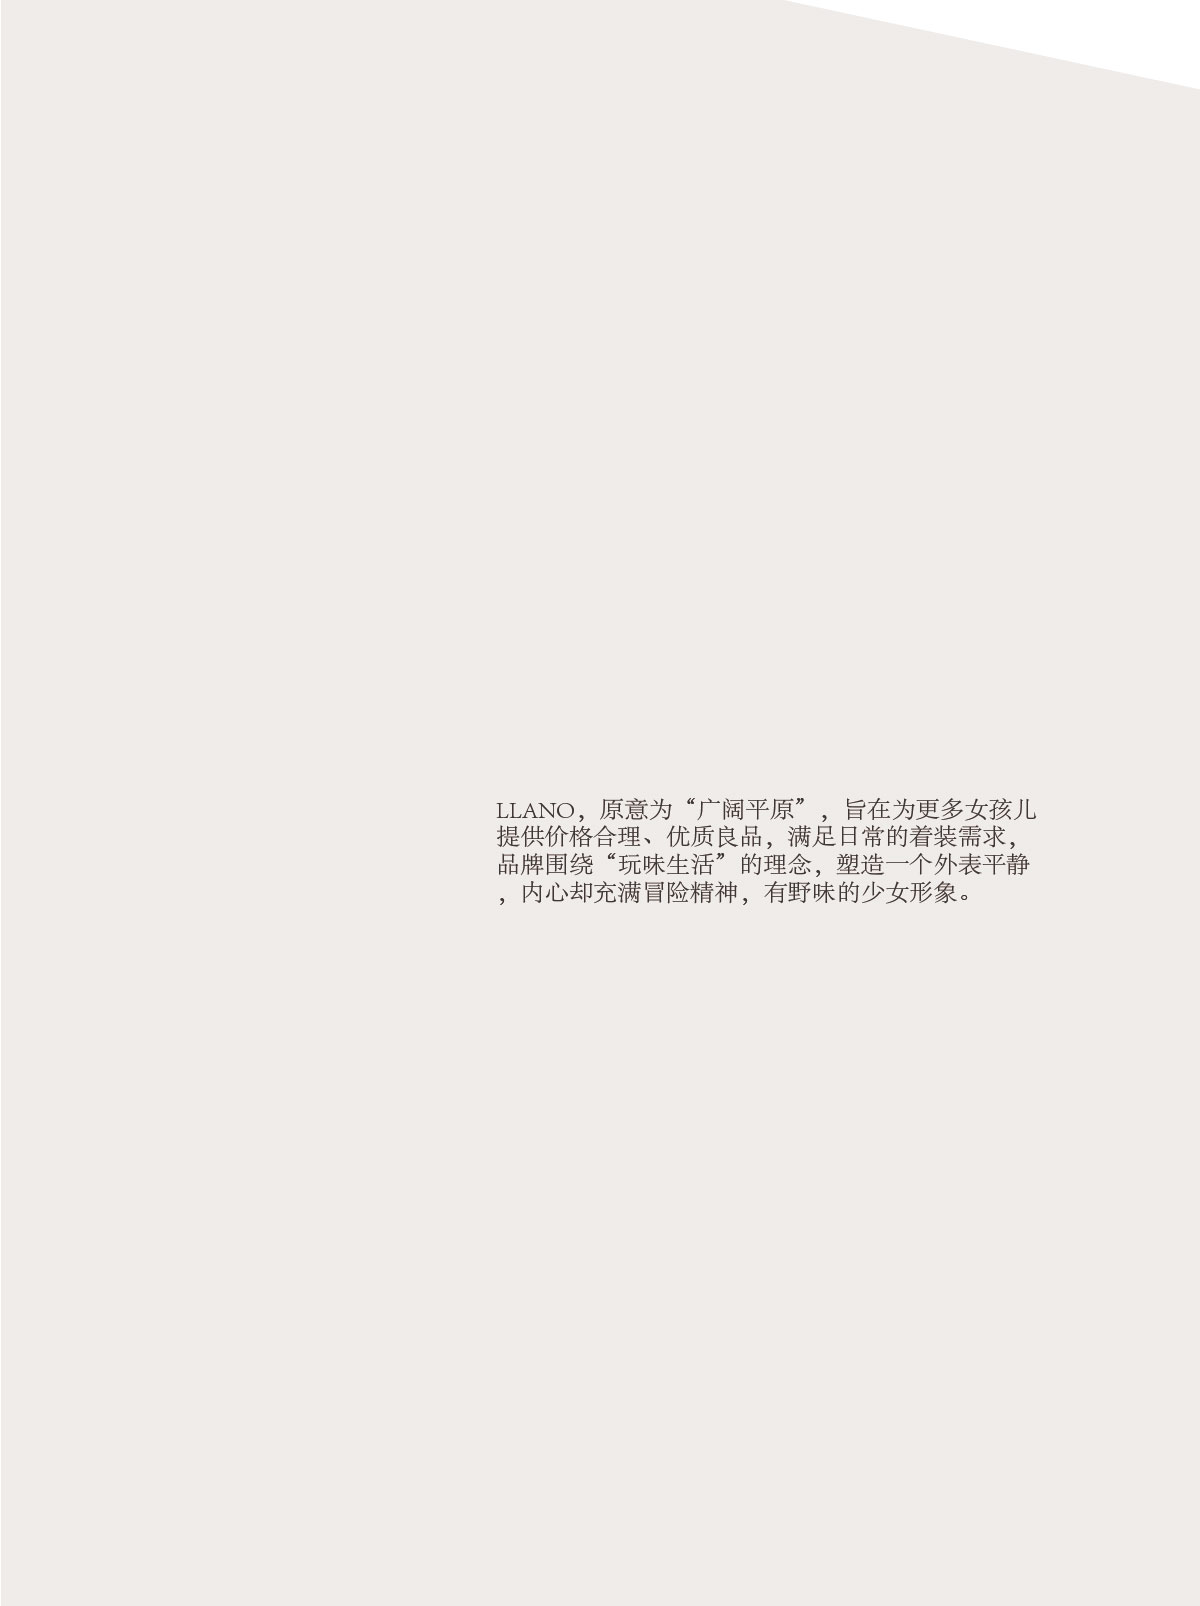 LLANO，原意为“广阔平原”，旨在为更多女孩儿
提供价格合理、优质良品，满足日常的着装需求，
品牌围绕“玩味生活”的理念，塑造一个外表平静
，内心却充满冒险精神，有野味的少女形象。